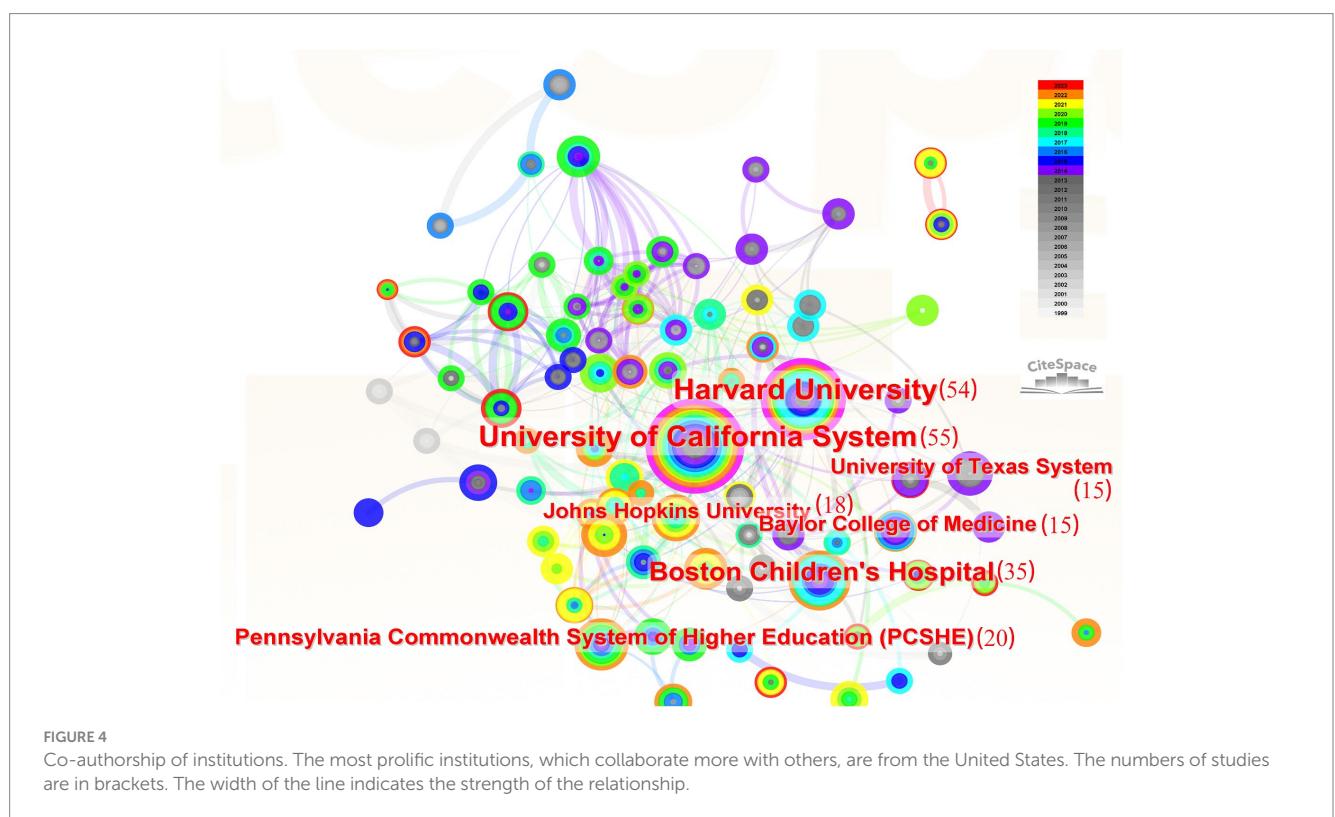 2023
2022
2021
2020
2019
2018
2017
2016
2014
2013
2012
2011
2010
2009
2008
2007
2006
2005
2004
2003
2002
2001
2000
1999
CiteSpace
Harvard University (54)
University of California System (55)
University of Texas System
(15)
Johns Hopkins University (18)
Baylor College of Medicine (15)
Boston Children's Hospital (35)
Pennsylvania Commonwealth System of Higher Education (PCSHE) (20)
FIGURE 4
Co-authorship of institutions. The most prolific institutions, which collaborate more with others, are from the United States. The numbers of studies
are in brackets. The width of the line indicates the strength of the relationship.